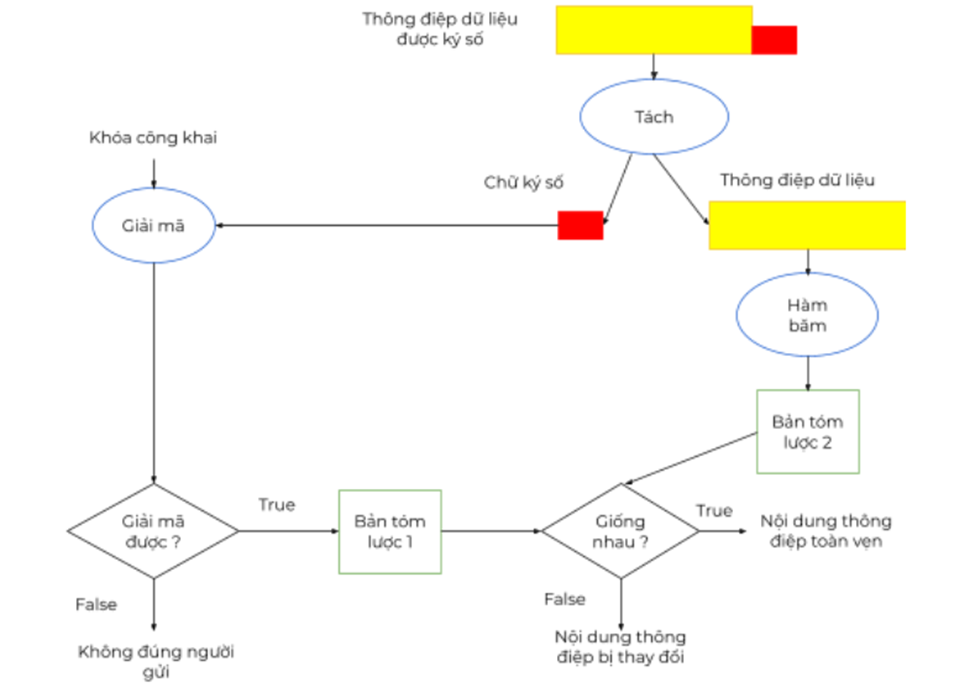 Thông điệp dữ liệu
được ký số
Tách
Khóa công khai
Chữ ký số
Thông điệp dữ liệu
Giải mã
Hàm
băm
Bản tóm
lược 2
Giải mã
được ?
True
Bản tóm
lược 1
Giống
nhau ?
True
Nội dung thông
điệp toàn vẹn
False
Không đúng người
gửi
False
Nội dung thông
điệp bị thay đổi